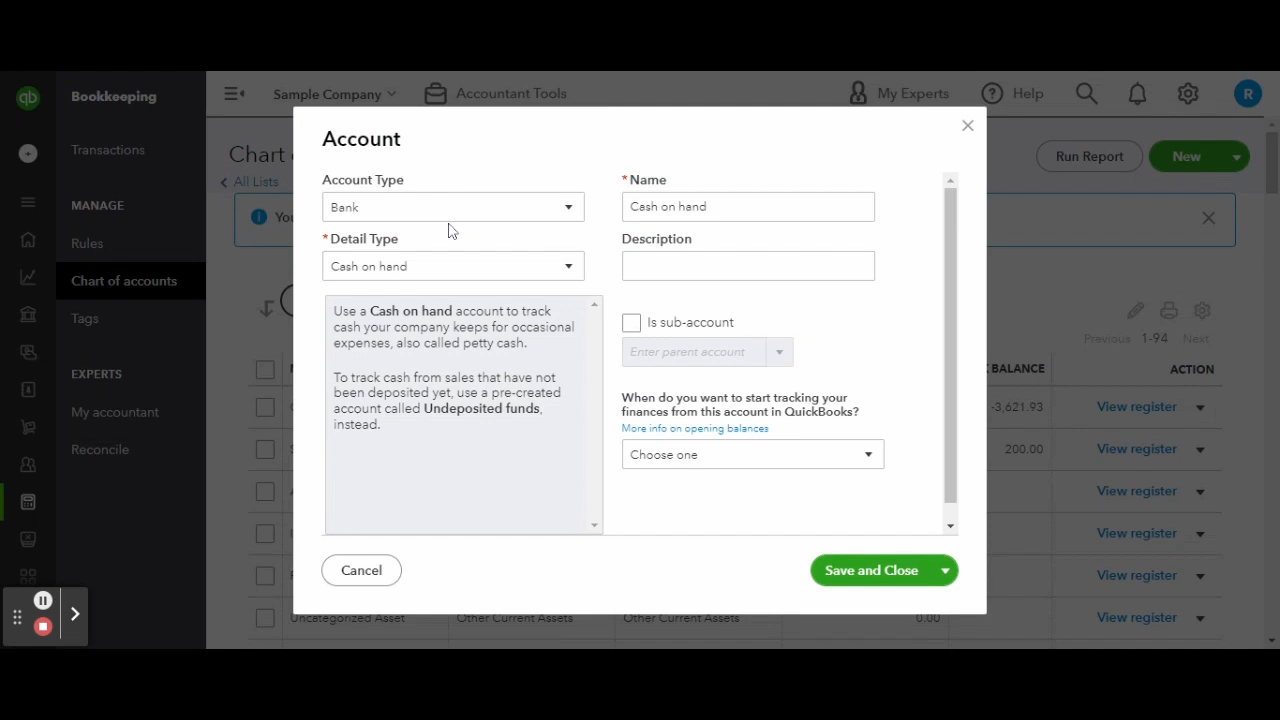 qb
Bookkeeping
Sample Company
Accountant Tools
My Experts
Help
R
Transactions
MANAGE
Rules
Chart of accounts
Tags
EXPERTS
My accountant
Reconcile
Chart
All Lists
Run Report
New
You
Previous 1-94 Next
BALANCE
ACTION
-3,621.93
View register
200.00
View register
View register
View register
View register
Uncategorized Asset
Other Current Assets
Other Current Assets
0.00
View register
Account
Account Type
Bank
*Detail Type
Cash on hand
Use a Cash on hand account to track
cash your company keeps for occasional
expenses, also called petty cash.
To track cash from sales that have not
been deposited yet, use a pre-created
account called Undeposited funds,
instead.
*Name
Cash on hand
Description
Is sub-account
Enter parent account
When do you want to start tracking your
finances from this account in QuickBooks?
More info on opening balances
Choose one
Cancel
Save and Close